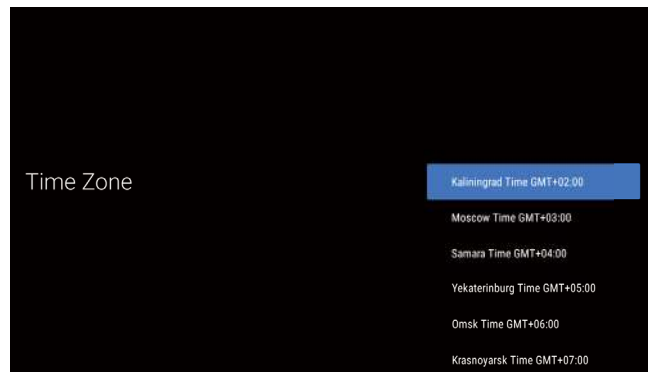 Time Zone
Kaliningrad Time GMT+02:00
Moscow Time GMT+03:00
Samara Time GMT+04:00
Yekaterinburg Time GMT+05:00
Omsk Time GMT+06:00
Krasnoyarsk Time GMT+07:00